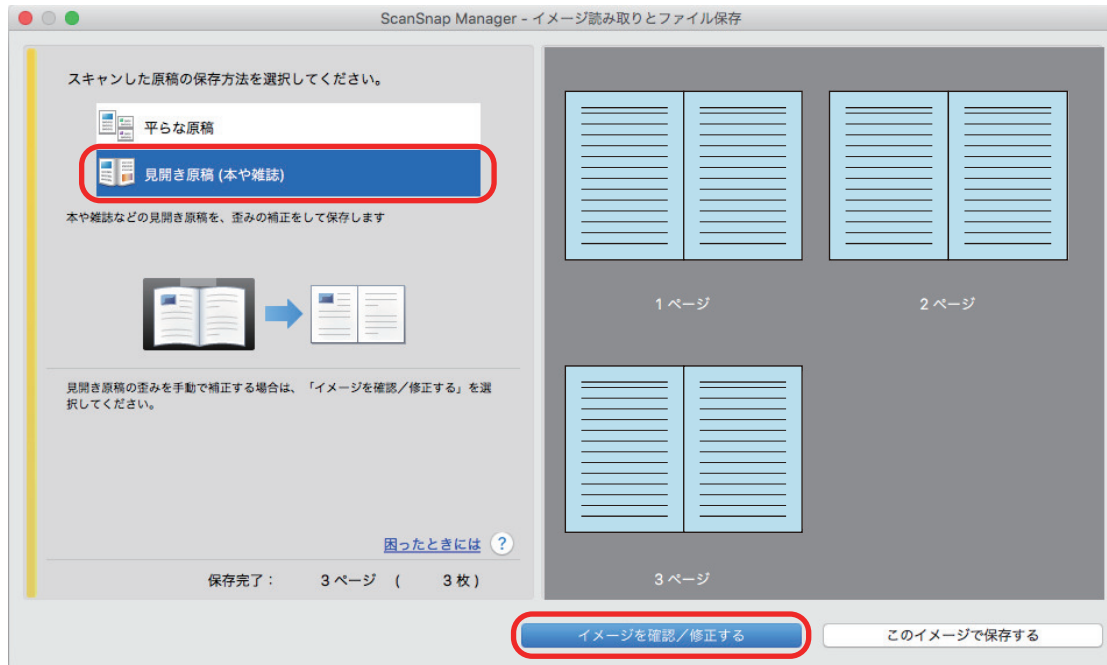 ScanSnap Manager - イメージ読み取りとファイル保存
スキャンした原稿の保存方法を選択してください。
平らな原稿
見開き原稿 (本や雑誌)
本や雑誌などの見開き原稿を、歪みの補正をして保存します
見開き原稿の歪みを手動で補正する場合は、「イメージを確認／修正する」を選
択してください。
困ったときには ?
保存完了： 3 ページ ( 3 枚 )
1 ページ
2 ページ
3 ページ
イメージを確認／修正する
このイメージで保存する